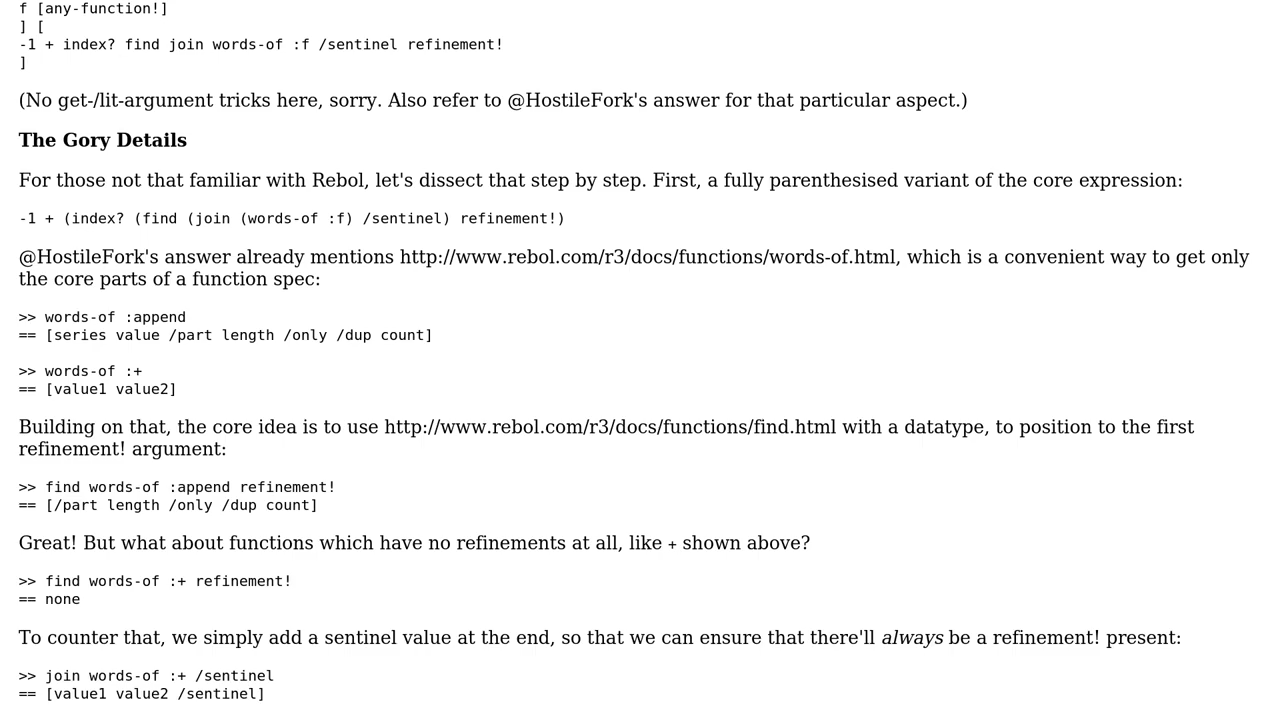 f [any-function!]
] [
-1 + index? find join words-of :f /sentinel refinement!
]
(No get-/lit-argument tricks here, sorry. Also refer to @HostileFork's answer for that particular aspect.)
The Gory Details
For those not that familiar with Rebol, let's dissect that step by step. First, a fully parenthesised variant of the core expression:
-1 + (index? (find (join (words-of :f) /sentinel) refinement!)
@HostileFork's answer already mentions http://www.rebol.com/r3/docs/functions/words-of.html, which is a convenient way to get only
the core parts of a function spec:
>> words-of :append
== [series value /part length /only /dup count]
>> words-of :+
== [value1 value2]
Building on that, the core idea is to use http://www.rebol.com/r3/docs/functions/find.html with a datatype, to position to the first
refinement! argument:
>> find words-of :append refinement!
== [/part length /only /dup count]
Great! But what about functions which have no refinements at all, like + shown above?
>> find words-of :+ refinement!
== none
To counter that, we simply add a sentinel value at the end, so that we can ensure that there'll always be a refinement! present:
>> join words-of :+ /sentinel
== [value1 value2 /sentinel]